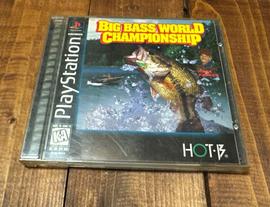 BIG BASS WORLD
CHAMPIONSHIP
PlayStation
K-A
HOT·B